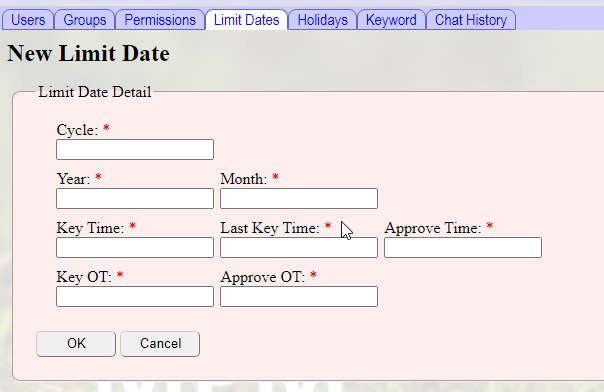 Users Groups Permissions Limit Dates Holidays Keyword Chat History
New Limit Date
Limit Date Detail
Cycle: *
Year: * Month: *
Key Time: * Last Key Time: * Approve Time: *
Key OT: * Approve OT: *
OK Cancel